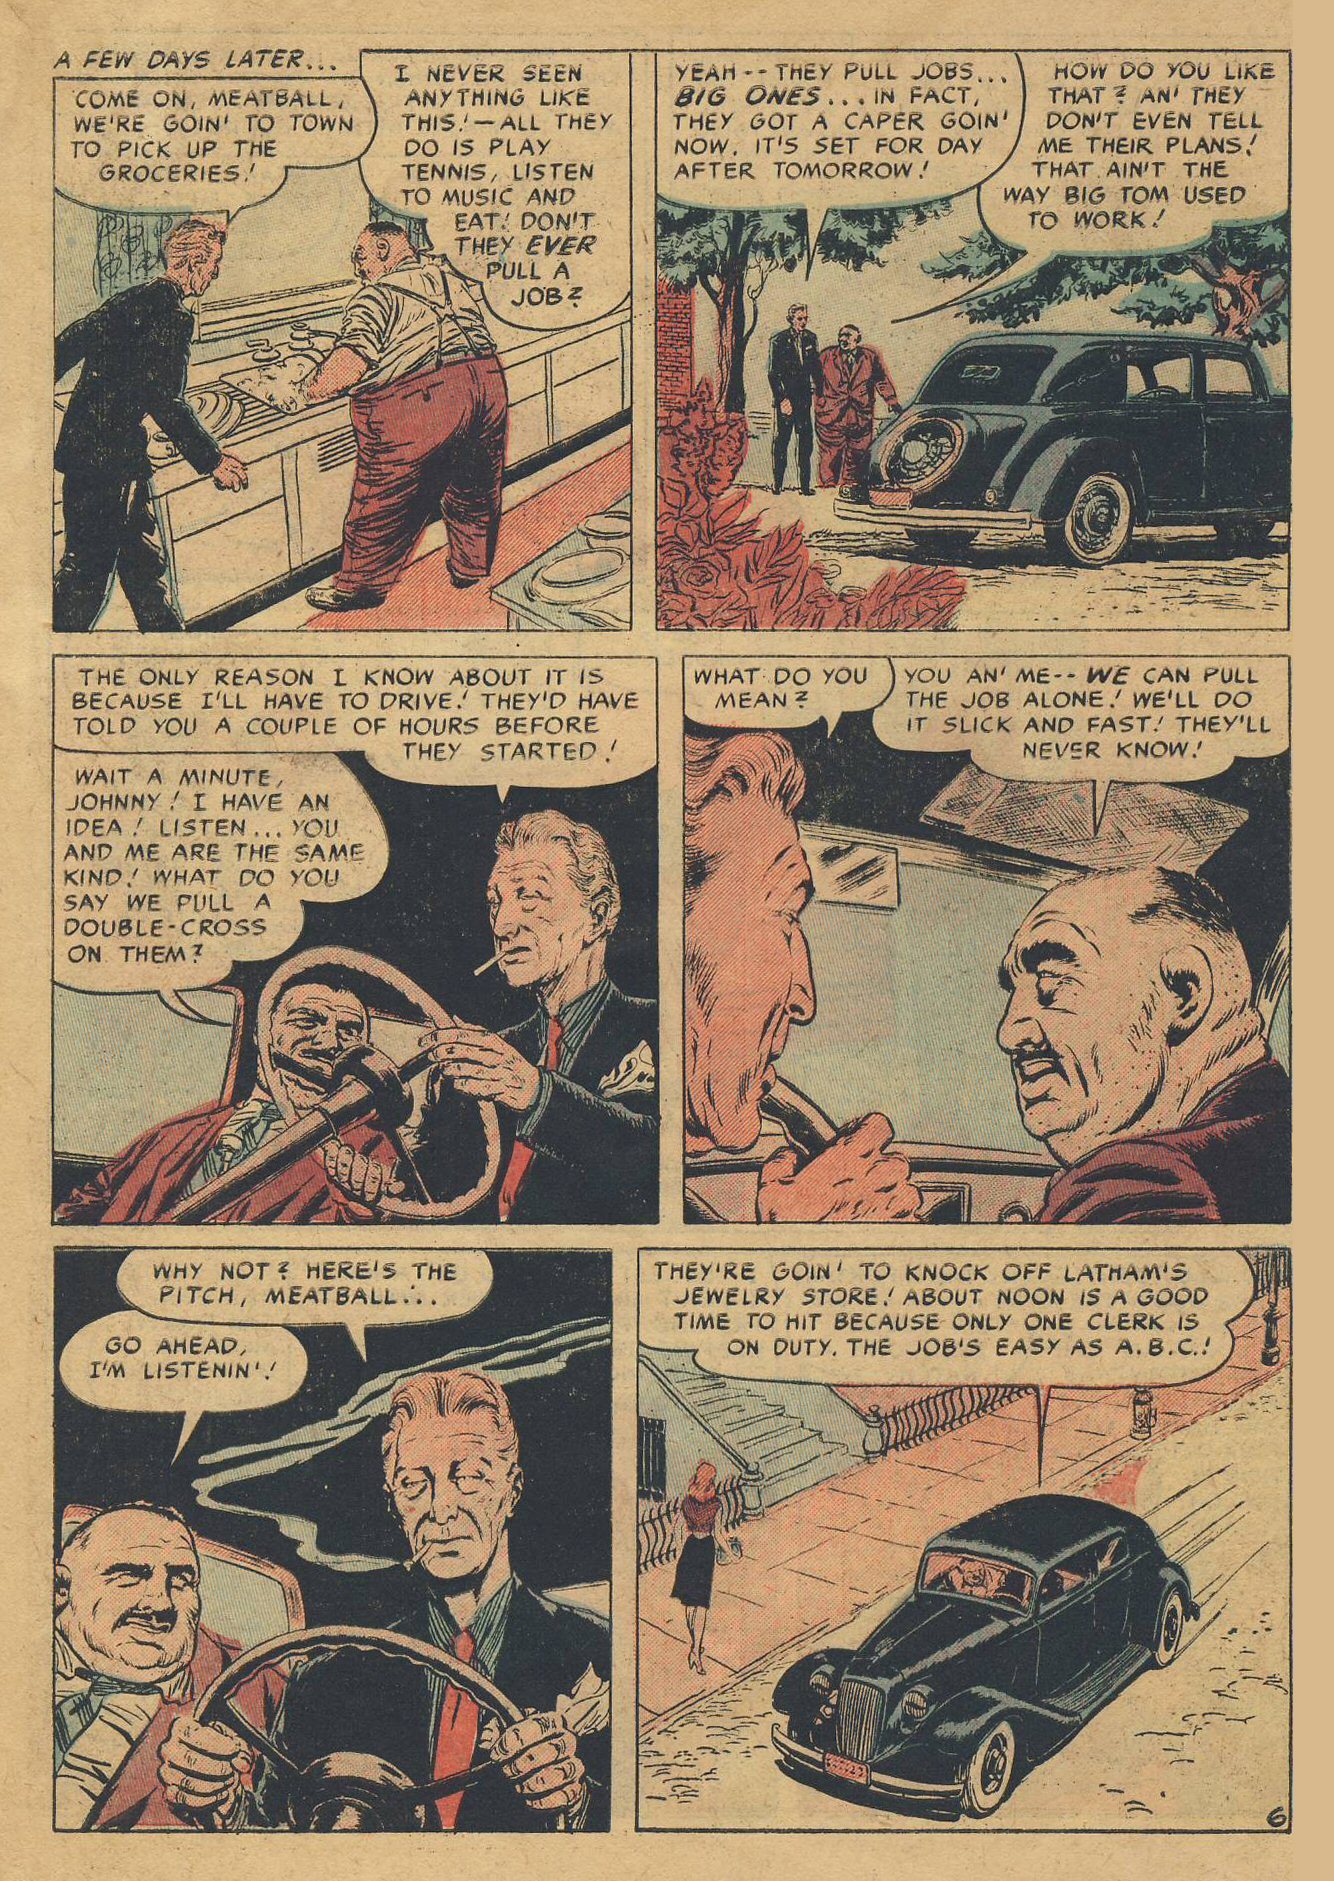 A FEW DAYS LATER...
COME ON, MEATBALL,
WE'RE GOIN' TO TOWN
TO PICK UP THE
GROCERIES!
I NEVER SEEN
ANYTHING LIKE
THIS! — ALL THEY
DO IS PLAY
TENNIS, LISTEN
TO MUSIC AND
EAT! DON'T
THEY EVER
PULL A
JOB?
YEAH -- THEY PULL JOBS...
BIG ONES... IN FACT,
THEY GOT A CAPER GOIN'
NOW. IT'S SET FOR DAY
AFTER TOMORROW!
HOW DO YOU LIKE
THAT? AN' THEY
DON'T EVEN TELL
ME THEIR PLANS!
THAT AIN'T THE
WAY BIG TOM USED
TO WORK!
THE ONLY REASON I KNOW ABOUT IT IS
BECAUSE I'LL HAVE TO DRIVE! THEY'D HAVE
TOLD YOU A COUPLE OF HOURS BEFORE
THEY STARTED!
WAIT A MINUTE,
JOHNNY! I HAVE AN
IDEA! LISTEN... YOU
AND ME ARE THE SAME
KIND! WHAT DO YOU
SAY WE PULL A
DOUBLE-CROSS
ON THEM?
WHAT DO YOU
MEAN?
YOU AN' ME -- WE CAN PULL
THE JOB ALONE! WE'LL DO
IT SLICK AND FAST! THEY'LL
NEVER KNOW!
WHY NOT? HERE'S THE
PITCH, MEATBALL...
GO AHEAD,
I'M LISTENIN'!
THEY'RE GOIN' TO KNOCK OFF LATHAM'S
JEWELRY STORE! ABOUT NOON IS A GOOD
TIME TO HIT BECAUSE ONLY ONE CLERK IS
ON DUTY. THE JOB'S EASY AS A.B.C.!
6